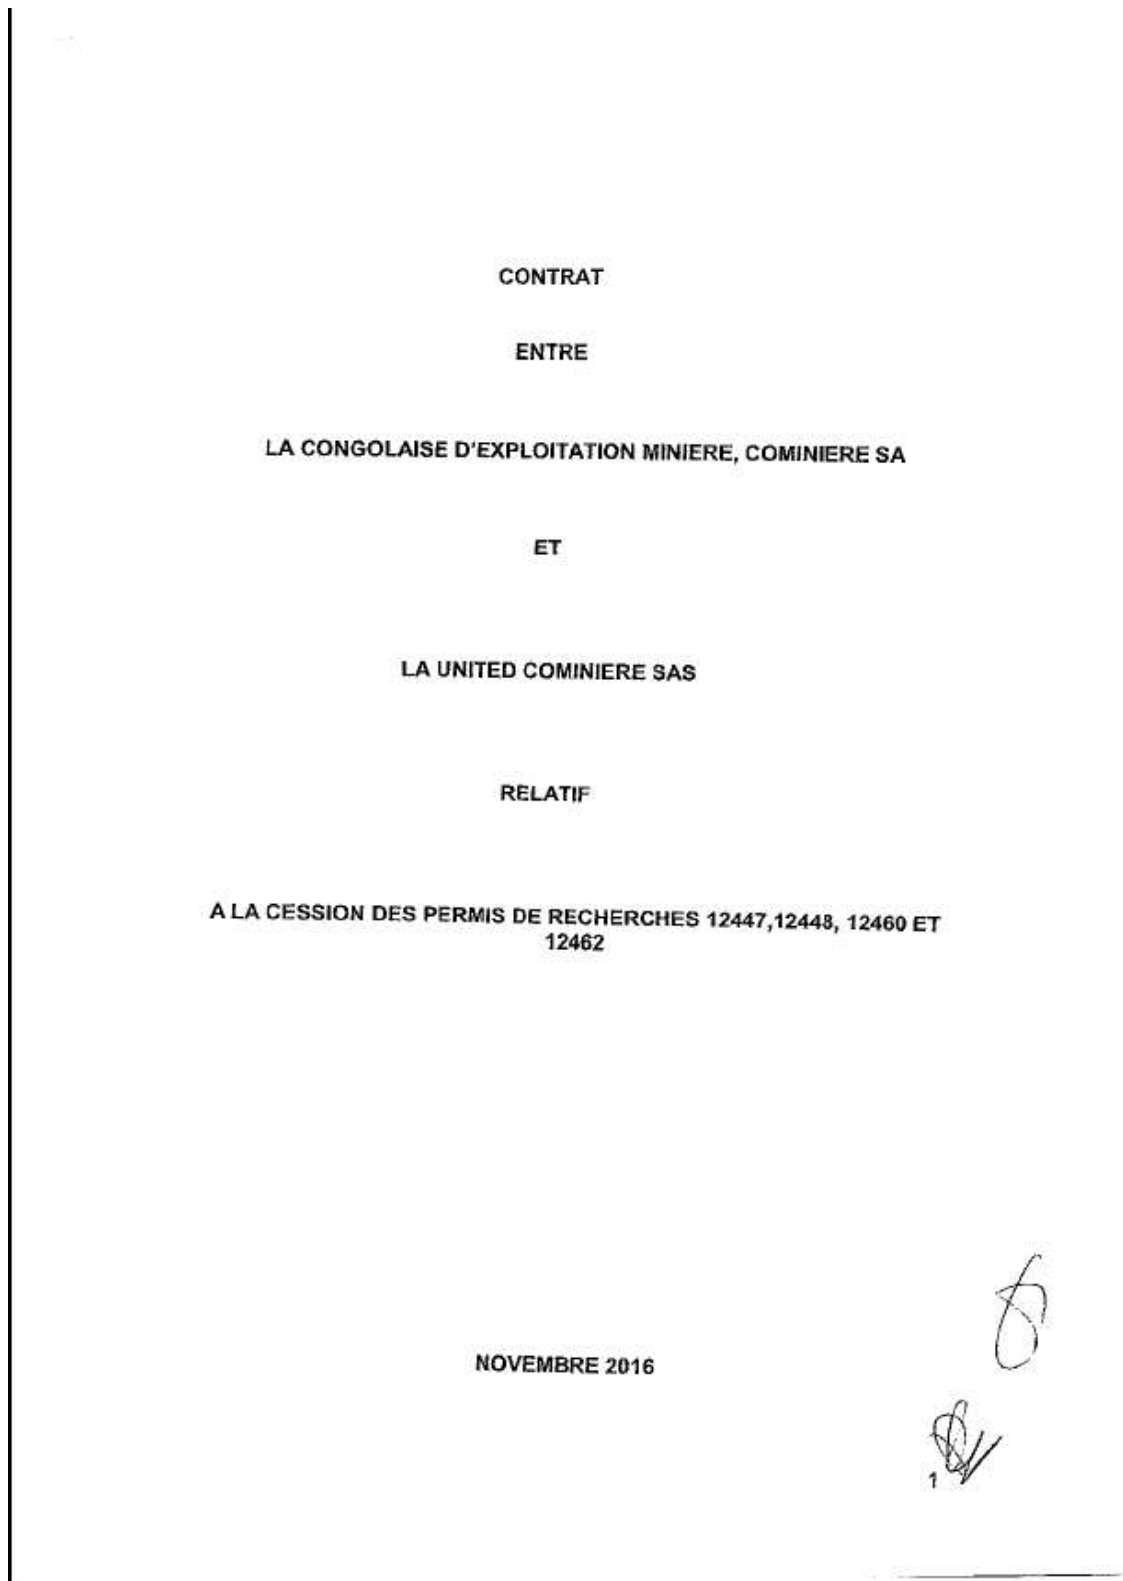 CONTRAT
ENTRE
LA CONGOLAISE D'EXPLOITATION MINIERE, COMINIERE SA
ET
LA UNITED COMINIERE SAS
RELATIF
A LA CESSION DES PERMIS DE RECHERCHES 12447,12448, 12460 ET
12462
NOVEMBRE 2016
1